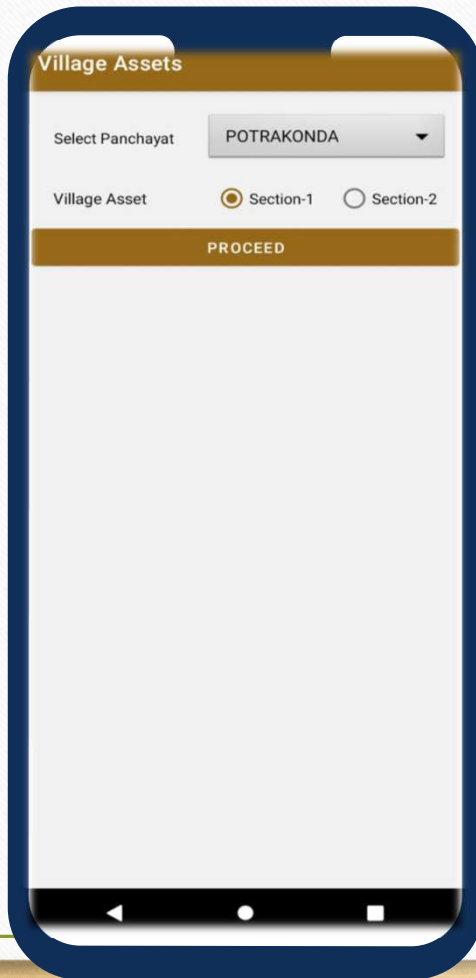 Village Assets
Select Panchayat POTRAKONDA
Village Asset Section-1 Section-2
PROCEED